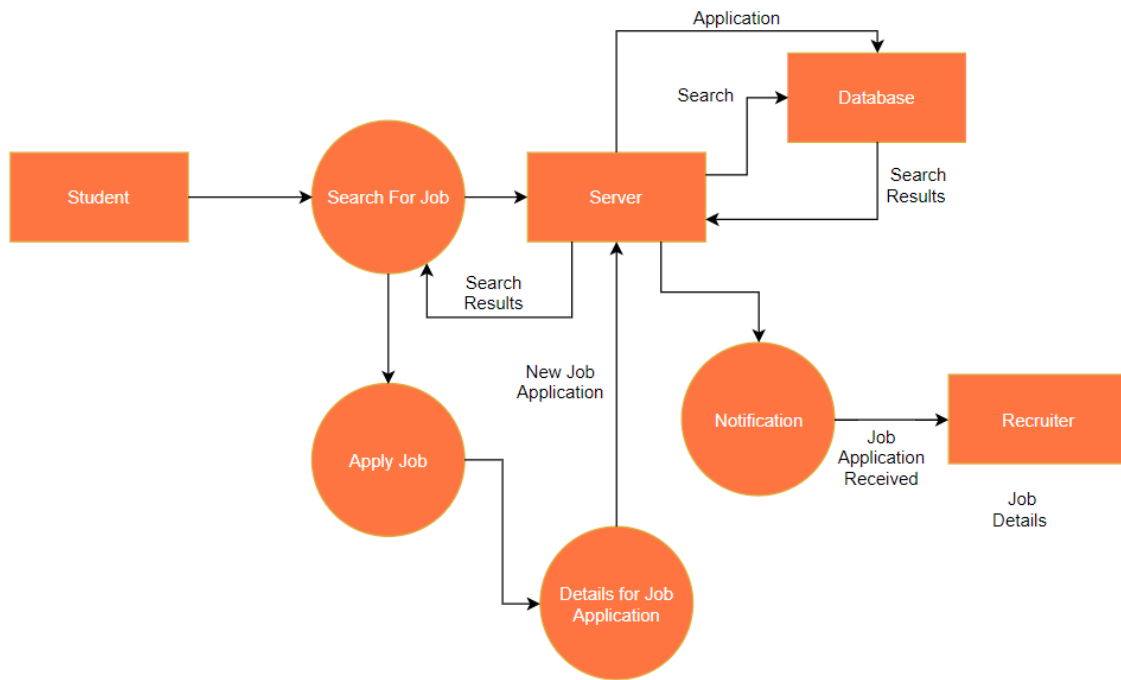 Application
Search
Database
Student
Search For Job
Server
Search
Results
Search
Results
New Job
Application
Notification
Recruiter
Job
Application
Received
Apply Job
Job
Details
Details for Job
Application